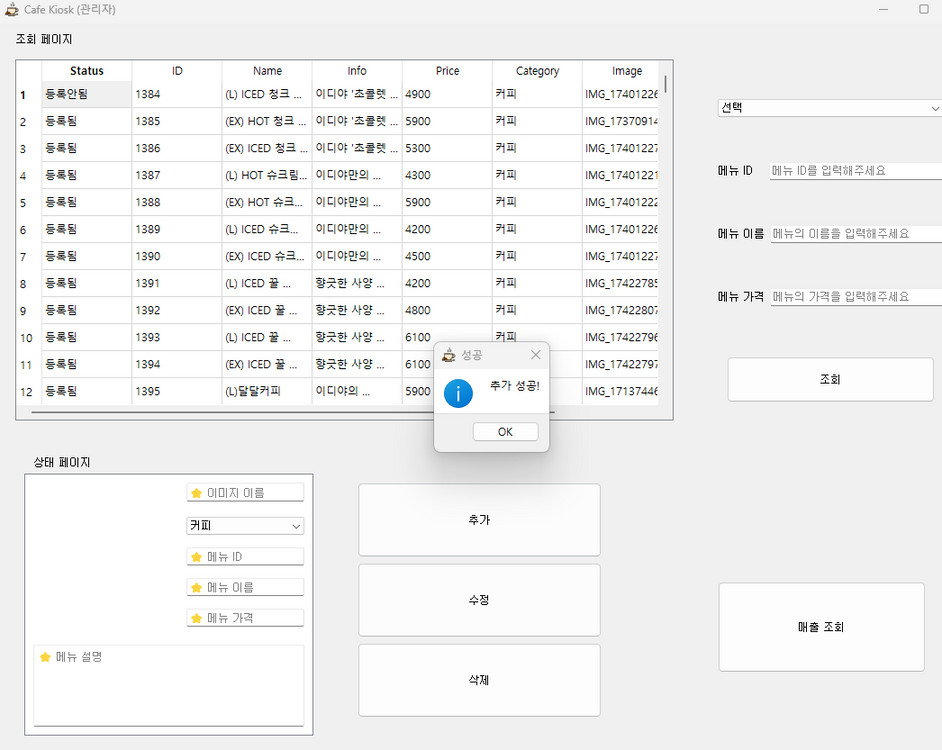 Cafe Kiosk (관리자)
조회 페이지
Status ID Name Info Price Category Image
1 등록안됨 1384 (L) ICED 청크 ... 이디야 '초콜렛 ... 4900 커피 IMG_17401226
2 등록됨 1385 (EX) HOT 청크 ... 이디야 '초콜렛 ... 5900 커피 IMG_17370914
3 등록됨 1386 (EX) ICED 청크 ... 이디야 '초콜렛 ... 5300 커피 IMG_17401227
4 등록됨 1387 (L) HOT 슈크림... 이디야만의 ... 4300 커피 IMG_17401221
5 등록됨 1388 (EX) HOT 슈크... 이디야만의 ... 5900 커피 IMG_17401222
6 등록됨 1389 (L) ICED 슈크... 이디야만의 ... 4200 커피 IMG_17401226
7 등록됨 1390 (EX) ICED 슈크... 이디야만의 ... 4500 커피 IMG_17401227
8 등록됨 1391 (L) ICED 꿀 ... 향긋한 사양 ... 4200 커피 IMG_17422785
9 등록됨 1392 (EX) ICED 꿀 ... 향긋한 사양 ... 4800 커피 IMG_17422807
10 등록됨 1393 (L) ICED 꿀 ... 향긋한 사양 ... 6100 커피 IMG_17422796
11 등록됨 1394 (EX) ICED 꿀 ... 향긋한 사양 ... 6100 IMG_17422797
12 등록됨 1395 (L)달달커피 이디야의 ... 5900 IMG_17137446
선택
메뉴 ID 메뉴 ID를 입력해주세요
메뉴 이름 메뉴의 이름을 입력해주세요
메뉴 가격 메뉴의 가격을 입력해주세요
조회
성공
추가 성공!
OK
상태 페이지
이미지 이름
커피
메뉴 ID
메뉴 이름
메뉴 가격
메뉴 설명
추가
수정
삭제
매출 조회